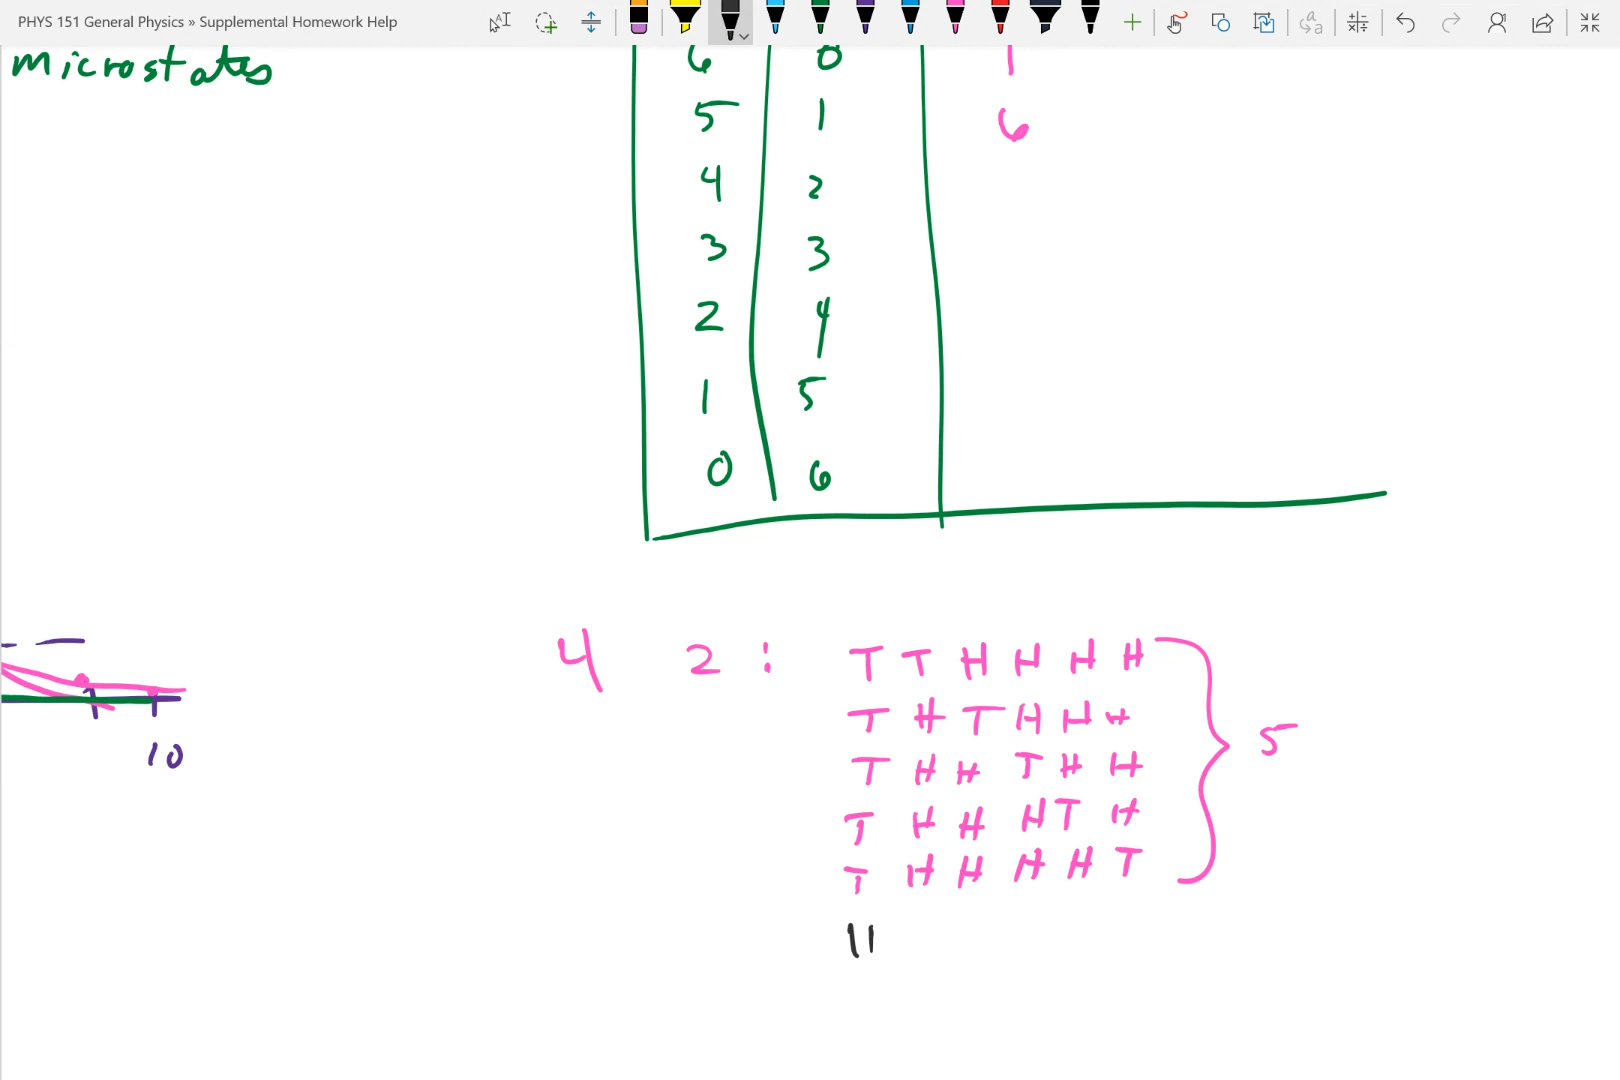 PHYS 151 General Physics » Supplemental Homework Help
microstates
6 0 1
5 1 6
4 2
3 3
2 4
1 5
0 6
4 2 : T T H H H H
T H T H H H
T H H T H H
T H H H T H
T H H H H T
5
10
11